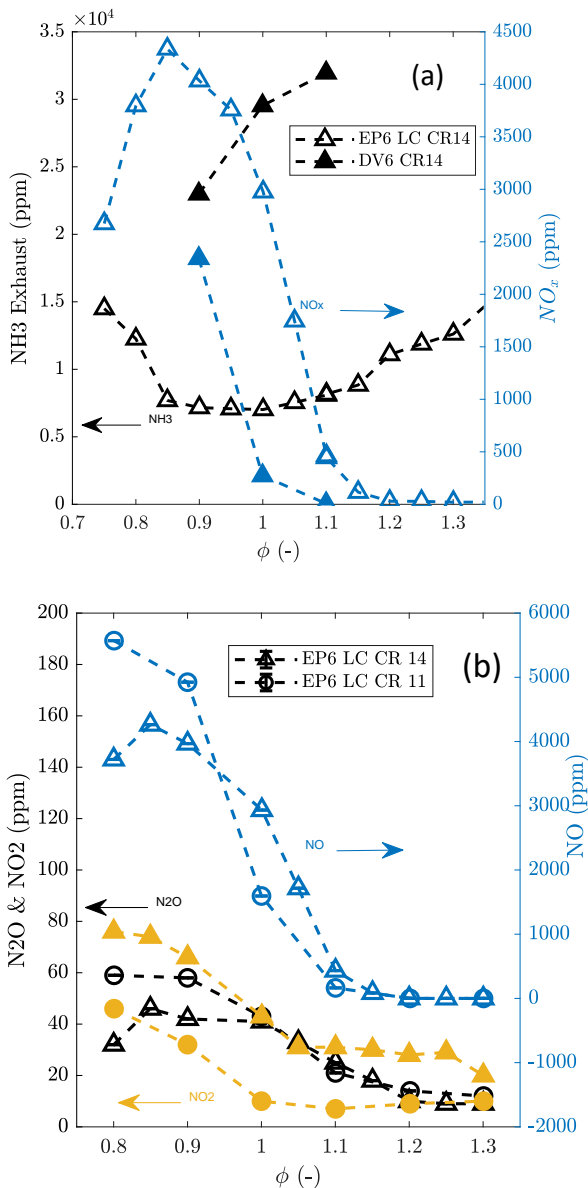 ×10⁴
3.5
3
2.5
2
1.5
1
0.5
0
NH3 Exhaust (ppm)
(a)
EP6 LC CR14
DV6 CR14
NOx
NH3
4500
4000
3500
3000
2500
2000
1500
1000
500
0
NOₓ (ppm)
0.7 0.8 0.9 1 1.1 1.2 1.3
ϕ (-)
200
180
160
140
120
100
80
60
40
20
0
N2O & NO2 (ppm)
(b)
EP6 LC CR 14
EP6 LC CR 11
NO
N2O
NO2
6000
5000
4000
3000
2000
1000
0
-1000
-2000
NO (ppm)
0.8 0.9 1 1.1 1.2 1.3
ϕ (-)